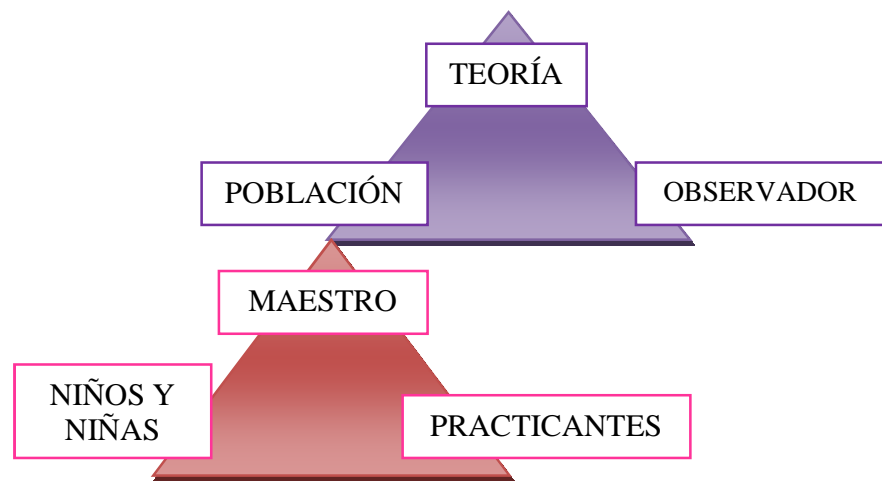 TEORÍA
POBLACIÓN
OBSERVADOR
MAESTRO
NIÑOS Y
NIÑAS
PRACTICANTES